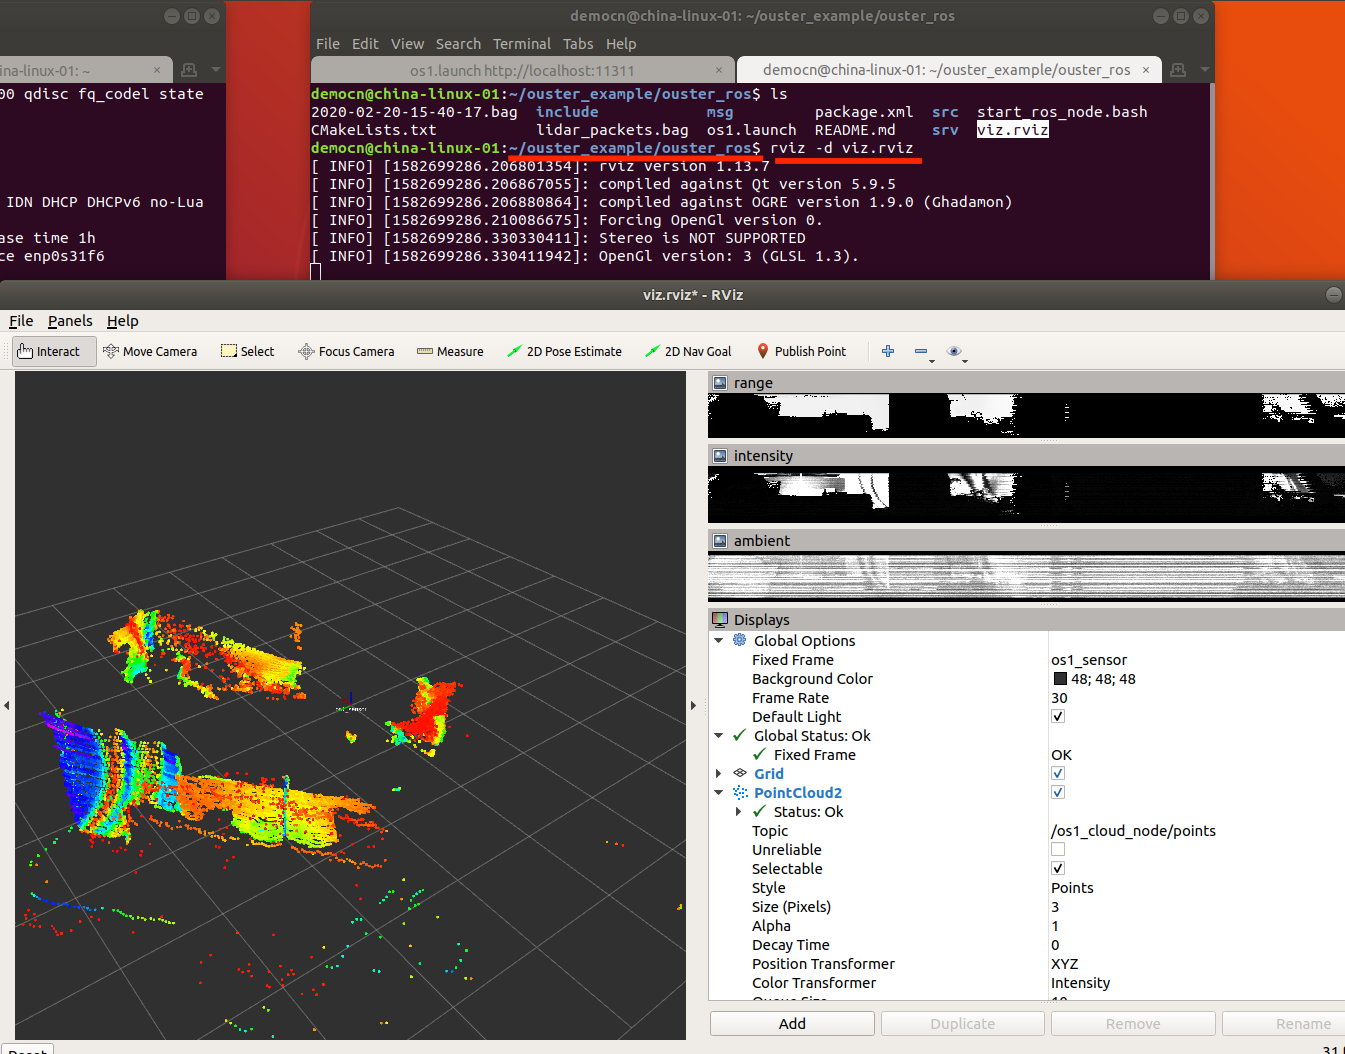 democn@china-linux-01: ~/ouster_example/ouster_ros
File Edit View Search Terminal Tabs Help
ina-linux-01: ~ ×
os1.launch http://localhost:11311 ×
democn@china-linux-01: ~/ouster_example/ouster_ros ×
00 qdisc fq_codel state
IDN DHCP DHCPv6 no-Lua
ase time 1h
ce enp0s31f6
democn@china-linux-01:~/ouster_example/ouster_ros$ ls
2020-02-20-15-40-17.bag include msg package.xml src start_ros_node.bash
CMakeLists.txt lidar_packets.bag os1.launch README.md srv viz.rviz
democn@china-linux-01:~/ouster_example/ouster_ros$ rviz -d viz.rviz
[ INFO] [1582699286.206801354]: rviz version 1.13.7
[ INFO] [1582699286.206867055]: compiled against Qt version 5.9.5
[ INFO] [1582699286.206880864]: compiled against OGRE version 1.9.0 (Ghadamon)
[ INFO] [1582699286.210086675]: Forcing OpenGl version 0.
[ INFO] [1582699286.330330411]: Stereo is NOT SUPPORTED
[ INFO] [1582699286.330411942]: OpenGl version: 3 (GLSL 1.3).
viz.rviz* - RViz
File Panels Help
Interact Move Camera Select Focus Camera Measure 2D Pose Estimate 2D Nav Goal Publish Point
range
intensity
ambient
Displays
Global Options
Fixed Frame os1_sensor
Background Color 48; 48; 48
Frame Rate 30
Default Light
Global Status: Ok
Fixed Frame OK
Grid
PointCloud2
Status: Ok
Topic /os1_cloud_node/points
Unreliable
Selectable
Style Points
Size (Pixels) 3
Alpha 1
Decay Time 0
Position Transformer XYZ
Color Transformer Intensity
Queue Size 10
Add Duplicate Remove Rename
Reset
31